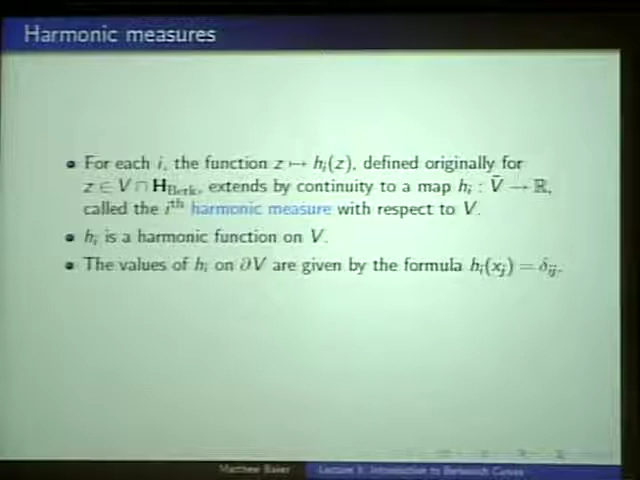 Harmonic measures
• For each i, the function z ↦ hᵢ(z), defined originally for
z ∈ V ∩ H_Berk, extends by continuity to a map hᵢ : V̄ → ℝ,
called the iᵗʰ harmonic measure with respect to V.
• hᵢ is a harmonic function on V.
• The values of hᵢ on ∂V are given by the formula hᵢ(xⱼ) = δᵢⱼ.
Matthew Baker Lecture 3: Introduction to Berkovich Curves